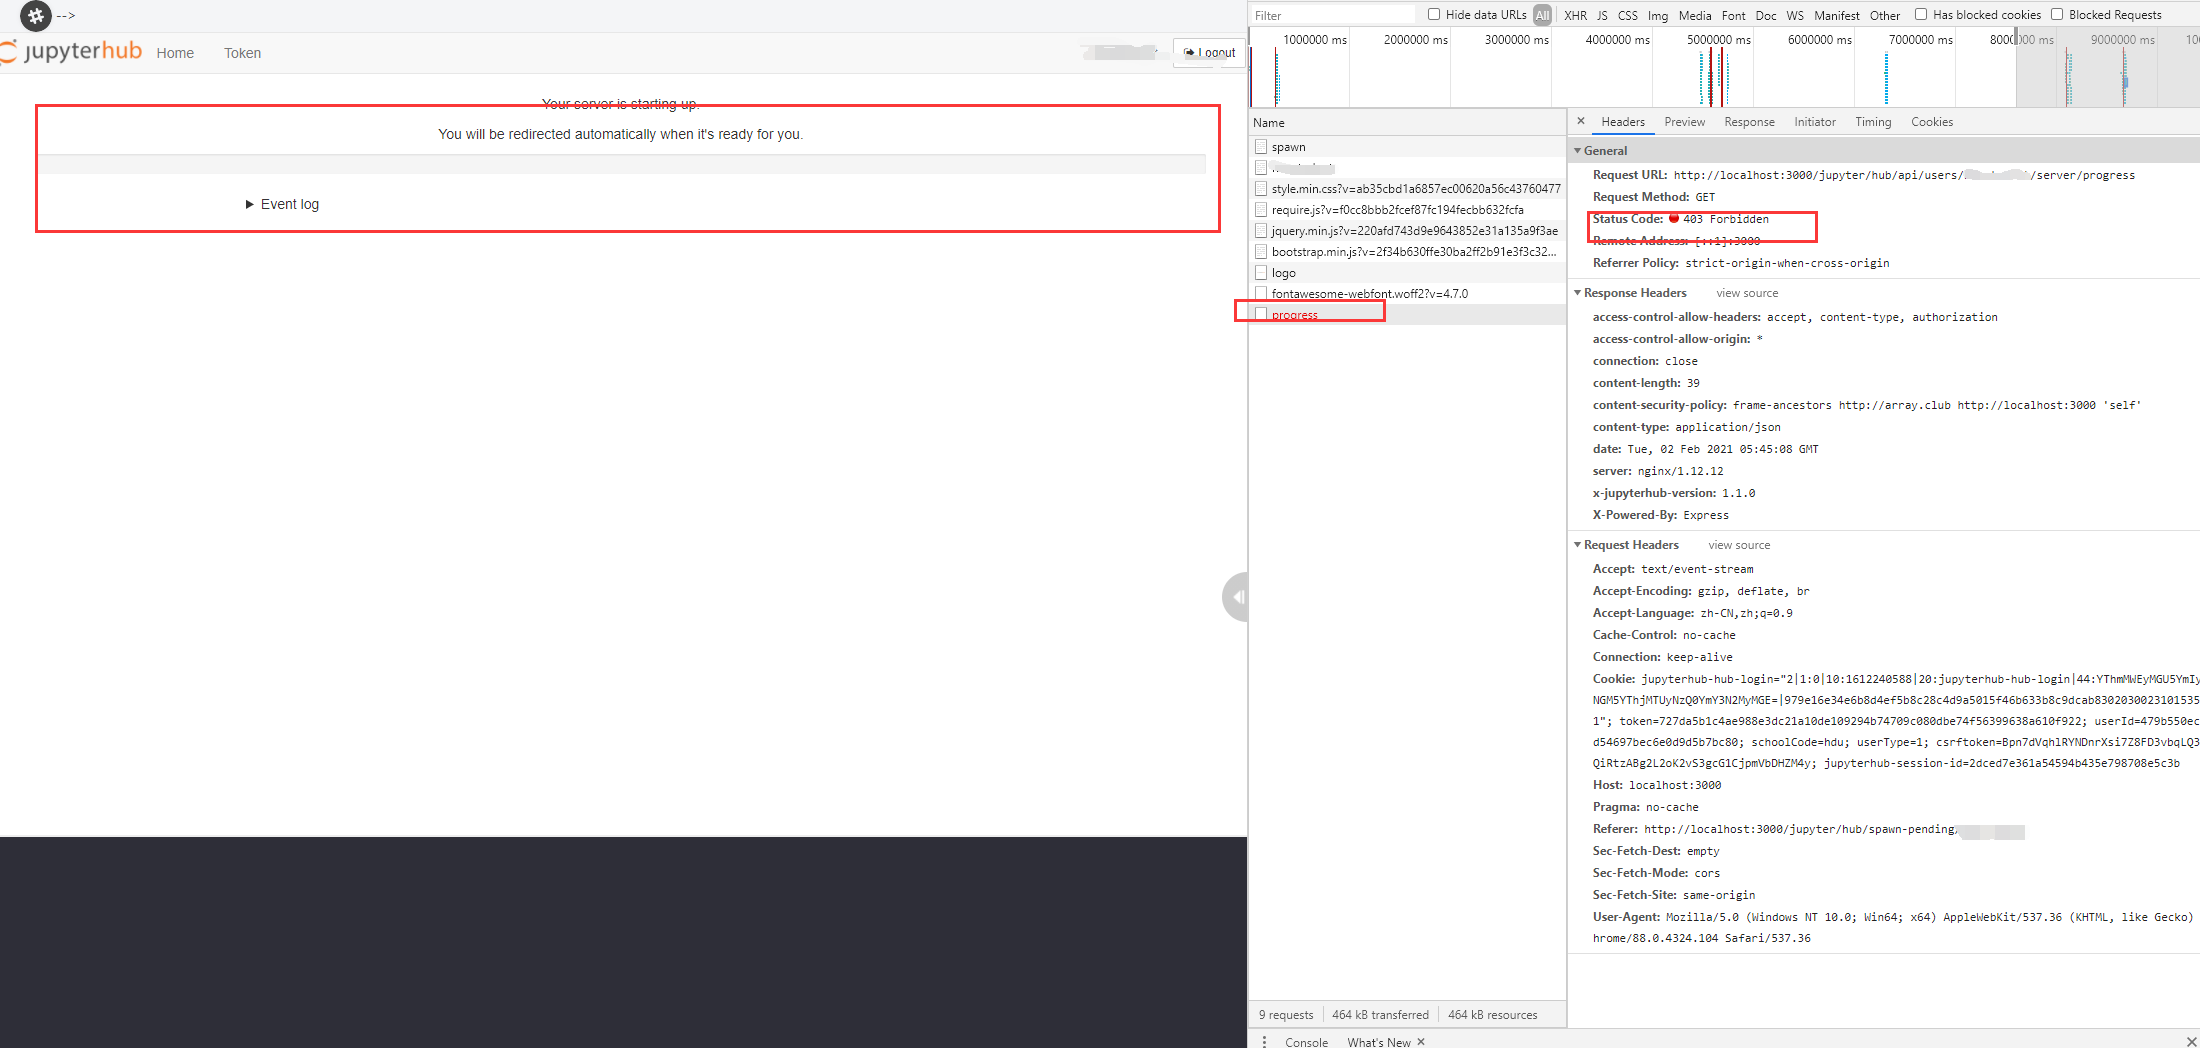 -->
jupyterhub Home Token Logout
Your server is starting up.
You will be redirected automatically when it's ready for you.
Event log
Filter Hide data URLs All XHR JS CSS Img Media Font Doc WS Manifest Other Has blocked cookies Blocked Requests
1000000 ms 2000000 ms 3000000 ms 4000000 ms 5000000 ms 6000000 ms 7000000 ms 8000000 ms 9000000 ms 10
Name
spawn
style.min.css?v=ab35cbd1a6857ec00620a56c43760477
require.js?v=f0cc8bbb2fcef87fc194fecbb632fcfa
jquery.min.js?v=220afd743d9e9643852e31a135a9f3ae
bootstrap.min.js?v=2f34b630ffe30ba2ff2b91e3f3c32...
logo
fontawesome-webfont.woff2?v=4.7.0
progress
9 requests 464 kB transferred 464 kB resources
Headers Preview Response Initiator Timing Cookies
General
Request URL: http://localhost:3000/jupyter/hub/api/users/ /server/progress
Request Method: GET
Status Code: 403 Forbidden
Remote Address: [::1]:3000
Referrer Policy: strict-origin-when-cross-origin
Response Headers view source
access-control-allow-headers: accept, content-type, authorization
access-control-allow-origin: *
connection: close
content-length: 39
content-security-policy: frame-ancestors http://array.club http://localhost:3000 'self'
content-type: application/json
date: Tue, 02 Feb 2021 05:45:08 GMT
server: nginx/1.12.12
x-jupyterhub-version: 1.1.0
X-Powered-By: Express
Request Headers view source
Accept: text/event-stream
Accept-Encoding: gzip, deflate, br
Accept-Language: zh-CN,zh;q=0.9
Cache-Control: no-cache
Connection: keep-alive
Cookie: jupyterhub-hub-login="2|1:0|10:1612240588|20:jupyterhub-hub-login|44:YThmMWEyMGU5YmIy
NGM5YThjMTUyNzQ0YmY3N2MyMGE=|979e16e34e6b8d4ef5b8c28c4d9a5015f46b633b8c9dcab8302030023101535
1"; token=727da5b1c4ae988e3dc21a10de109294b74709c080dbe74f56399638a610f922; userId=479b550ec
d54697bec6e0d9d5b7bc80; schoolCode=hdu; userType=1; csrftoken=Bpn7dVqhlRYNDnrXsi7Z8FD3vbqLQ3
QiRtzABg2L2oK2vS3gcG1CjpmVbDHZM4y; jupyterhub-session-id=2dced7e361a54594b435e798708e5c3b
Host: localhost:3000
Pragma: no-cache
Referer: http://localhost:3000/jupyter/hub/spawn-pending/
Sec-Fetch-Dest: empty
Sec-Fetch-Mode: cors
Sec-Fetch-Site: same-origin
User-Agent: Mozilla/5.0 (Windows NT 10.0; Win64; x64) AppleWebKit/537.36 (KHTML, like Gecko)
hrome/88.0.4324.104 Safari/537.36
Console What's New